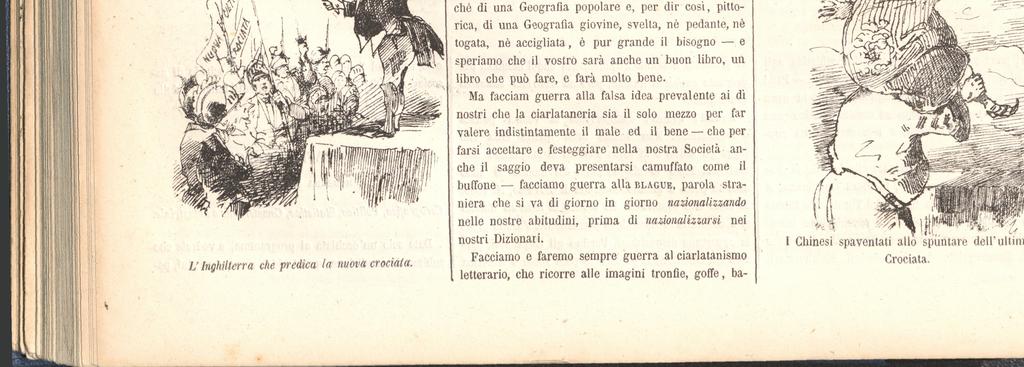 L'Inghilterra che predica la nuova crociata.
chè di una Geografia popolare e, per dir così, pitto-
rica, di una Geografia giovine, svelta, nè pedante, nè
togata, nè accigliata, è pur grande il bisogno — e
speriamo che il vostro sarà anche un buon libro, un
libro che può fare, e farà molto bene.
Ma facciam guerra alla falsa idea prevalente ai dì
nostri che la ciarlataneria sia il solo mezzo per far
valere indistintamente il male ed il bene — che per
farsi accettare e festeggiare nella nostra Società an-
che il saggio deva presentarsi camuffato come il
buffone — facciamo guerra alla BLAGUE, parola stra-
niera che si va di giorno in giorno nazionalizzando
nelle nostre abitudini, prima di nazionalizzarsi nei
nostri Dizionari.
Facciamo e faremo sempre guerra al ciarlatanismo
letterario, che ricorre alle imagini tronfie, goffe, ba-
I Chinesi spaventati allo spuntare dell'ultim
Crociata.